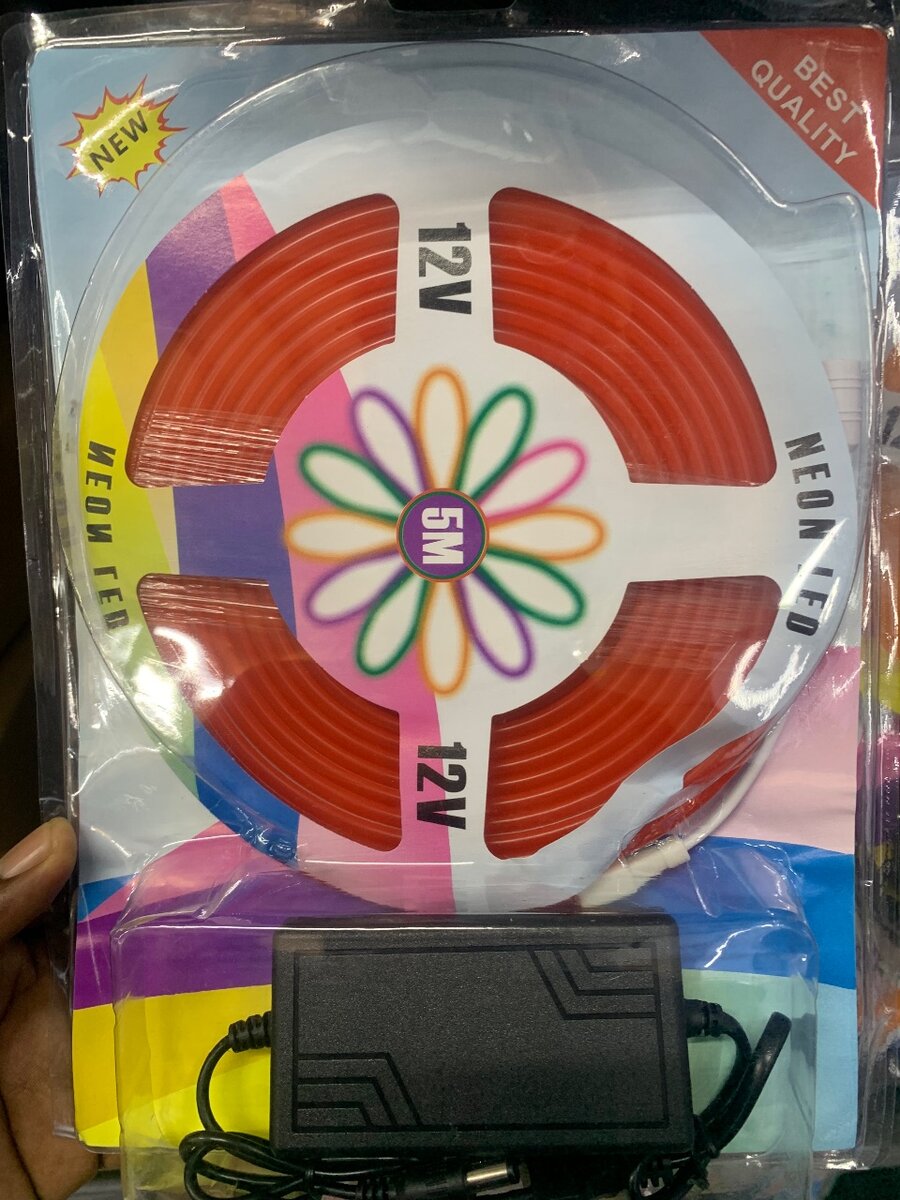 NEW
BEST
QUALITY
12V
NEON LED
5M
NEON LED
12V